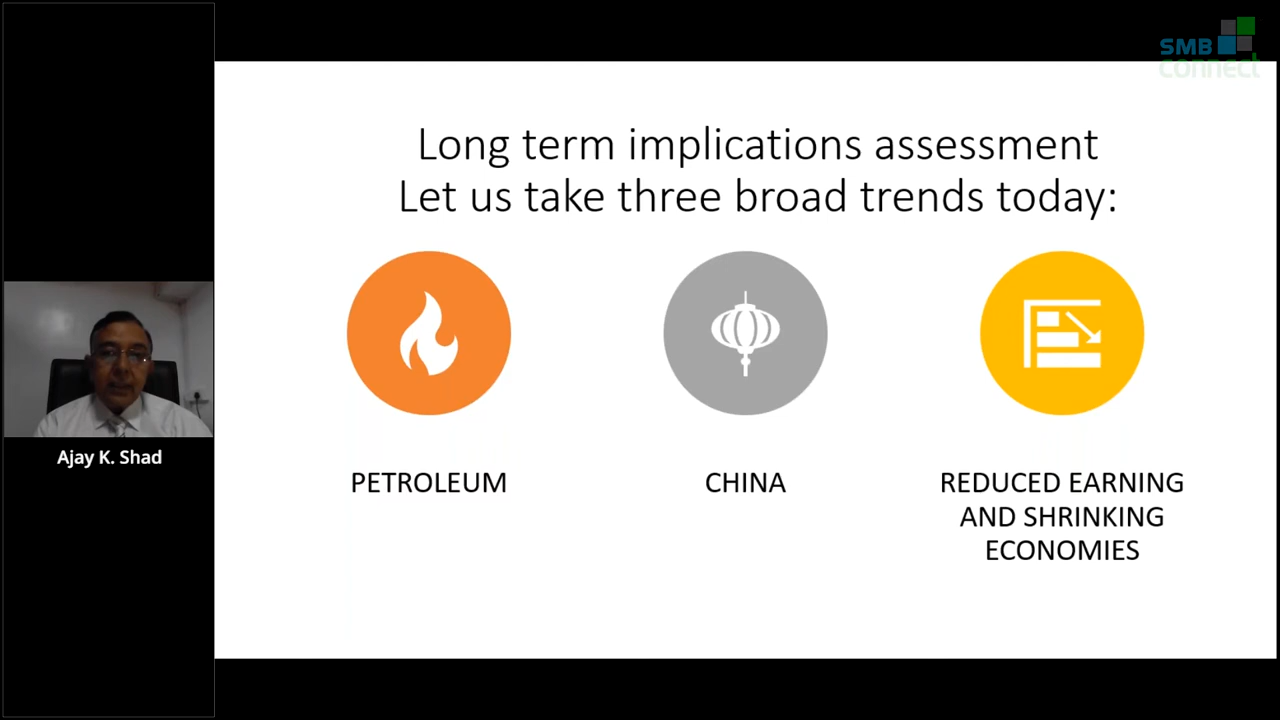 SMB
connect
Long term implications assessment
Let us take three broad trends today:
PETROLEUM
CHINA
REDUCED EARNING
AND SHRINKING
ECONOMIES
Ajay K. Shad